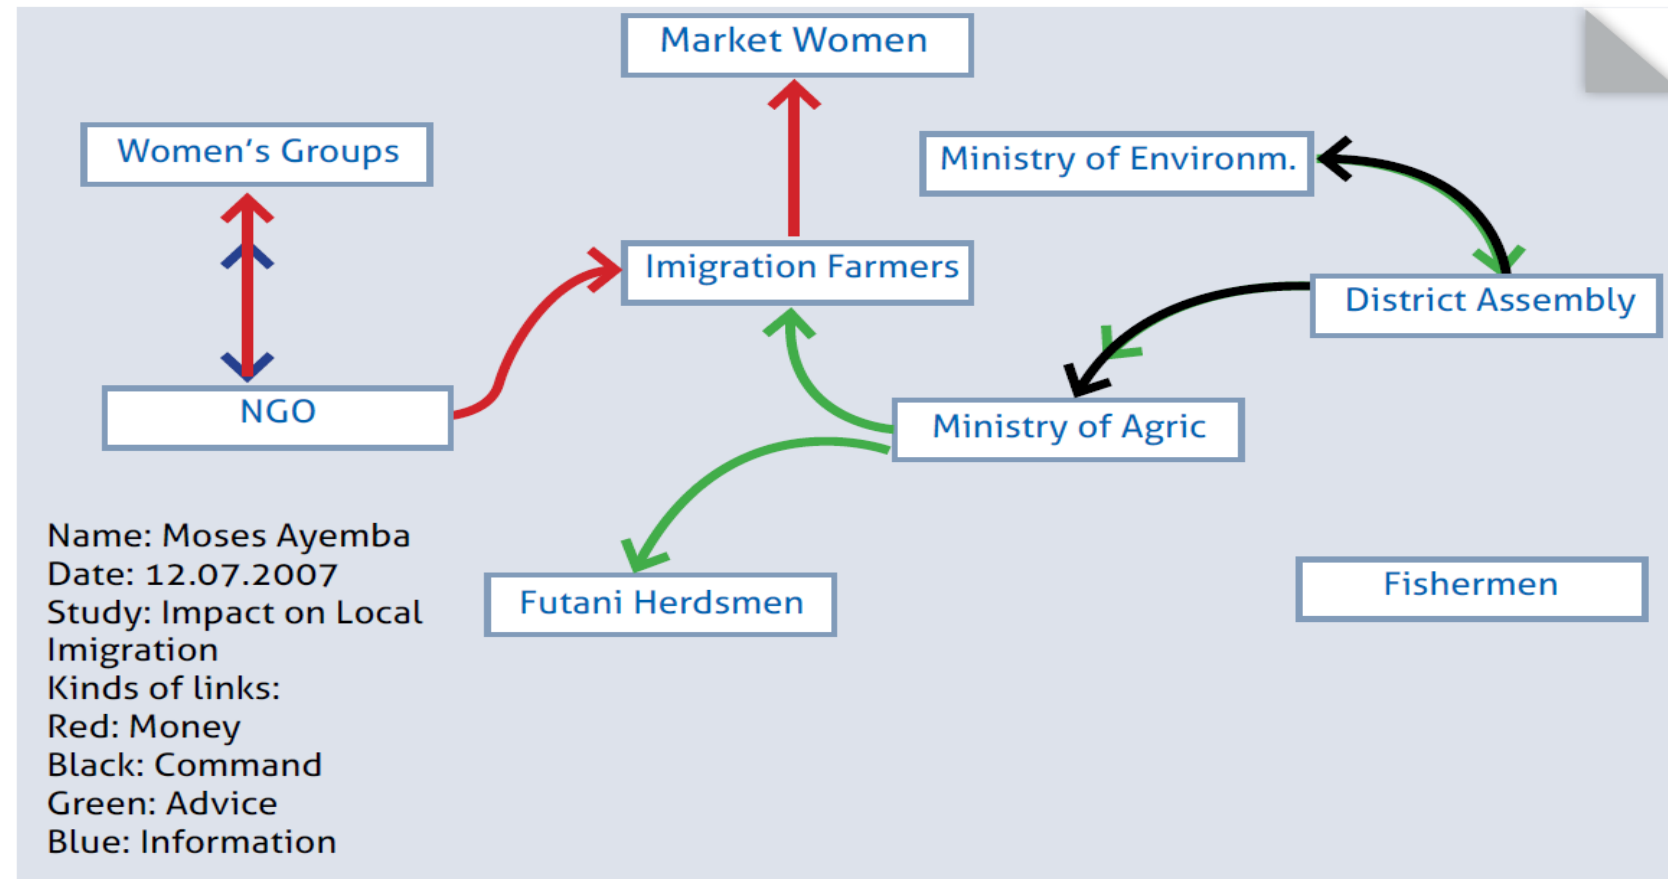 Market Women
Women's Groups
Ministry of Environm.
Imigration Farmers
District Assembly
NGO
Ministry of Agric
Futani Herdsmen
Fishermen
Name: Moses Ayemba
Date: 12.07.2007
Study: Impact on Local
Imigration
Kinds of links:
Red: Money
Black: Command
Green: Advice
Blue: Information